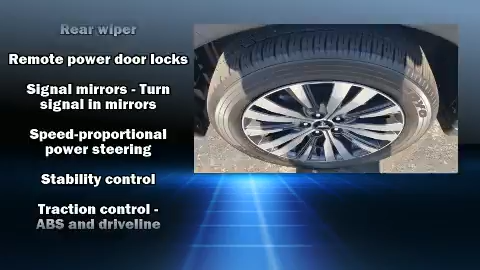 Rear wiper
Remote power door locks
Signal mirrors - Turn
signal in mirrors
Speed-proportional
power steering
Stability control
Traction control -
ABS and driveline